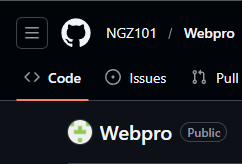 NGZ101 / Webpro
Code Issues Pull
Webpro Public